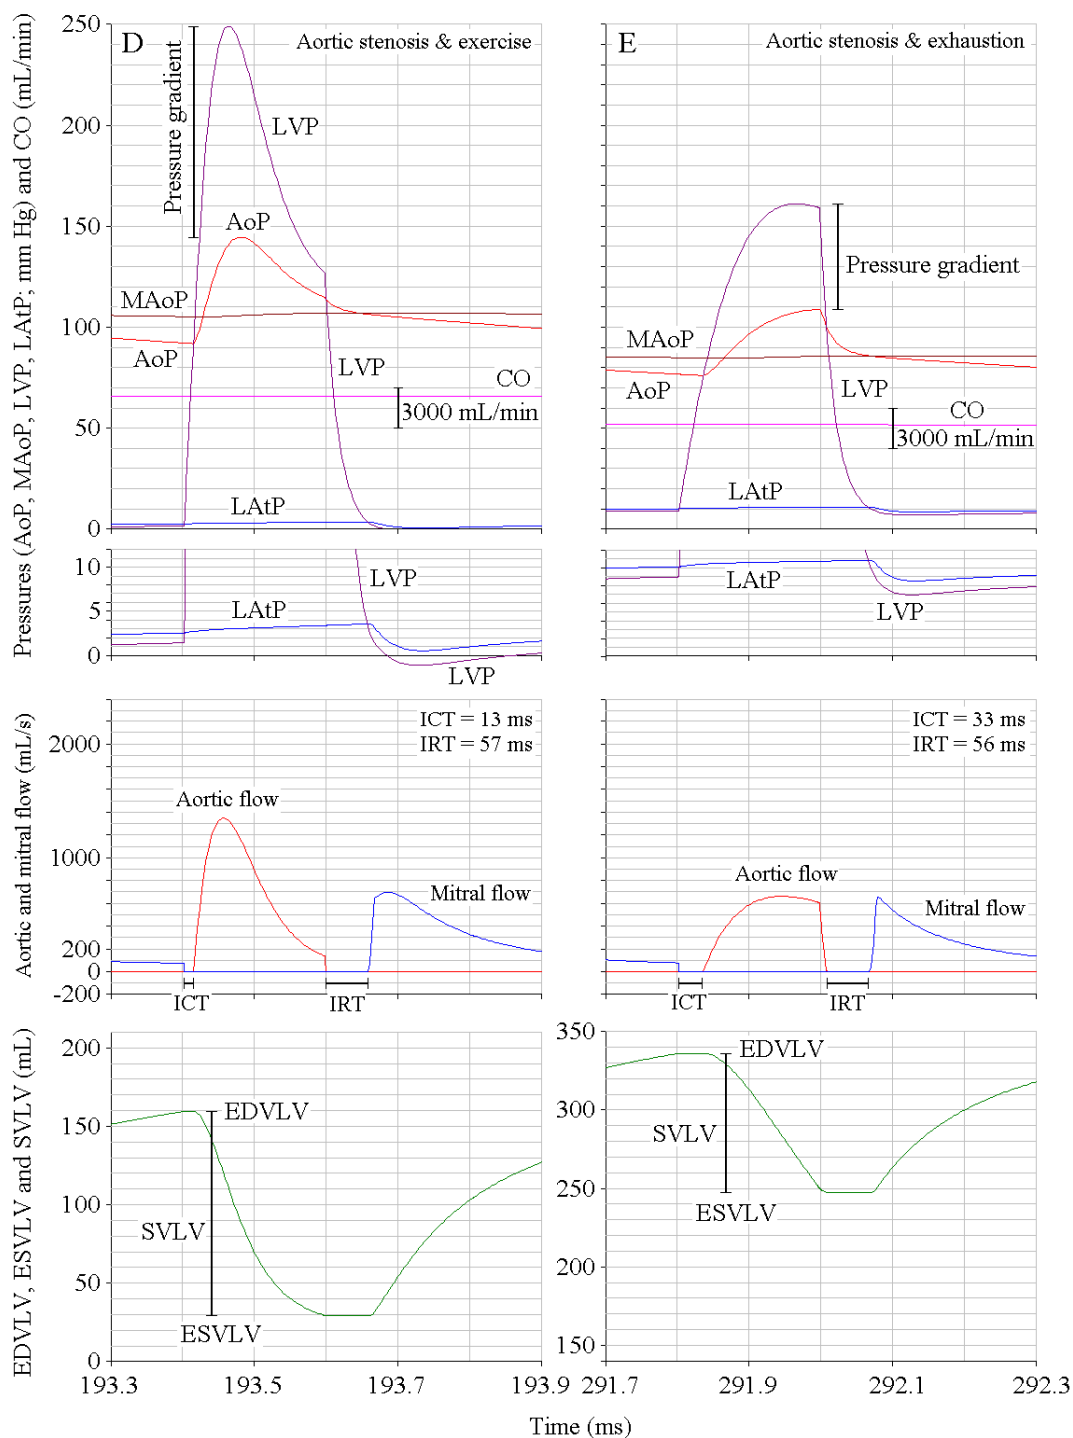 Pressures (AoP, MAoP, LVP, LAtP; mm Hg) and CO (mL/min)
250
200
150
100
50
0
D
Aortic stenosis & exercise
Pressure gradient
LVP
AoP
MAoP
AoP
LVP
CO
3000 mL/min
LAtP
E
Aortic stenosis & exhaustion
Pressure gradient
MAoP
AoP
LVP
CO
3000 mL/min
LAtP
10
5
0
LVP
LAtP
LVP
LAtP
LVP
Aortic and mitral flow (mL/s)
2000
1000
200
0
-200
ICT = 13 ms
IRT = 57 ms
Aortic flow
Mitral flow
ICT
IRT
ICT = 33 ms
IRT = 56 ms
Aortic flow
Mitral flow
ICT
IRT
EDVLV, ESVLV and SVLV (mL)
200
150
100
50
0
EDVLV
SVLV
ESVLV
350
300
250
200
150
EDVLV
SVLV
ESVLV
193.3
193.5
193.7
193.9
291.7
291.9
292.1
292.3
Time (ms)